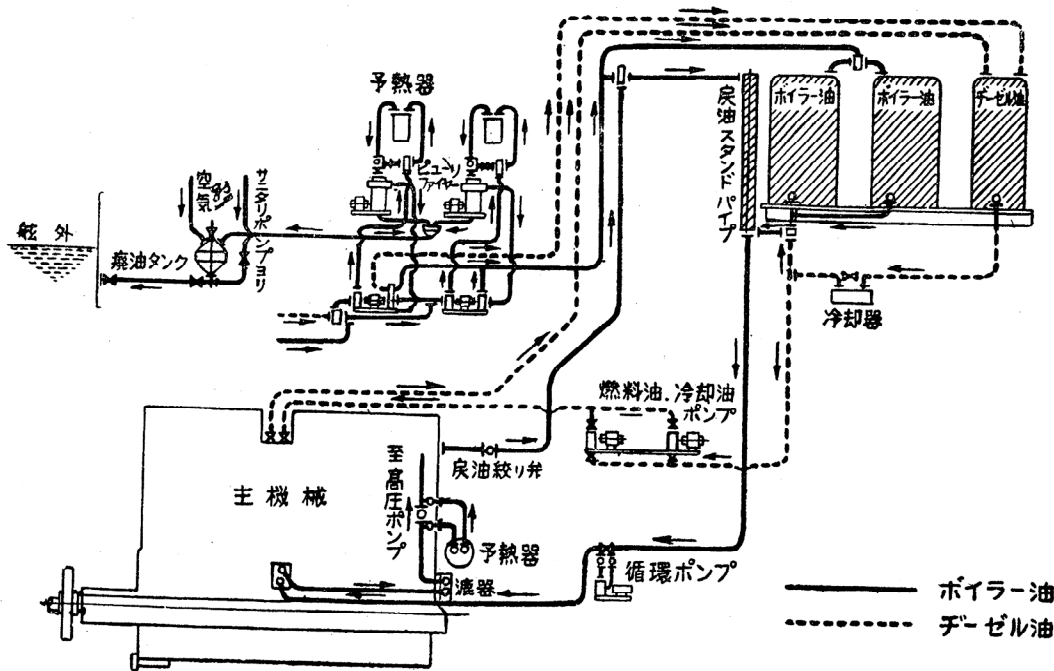 予熱器
ピューリ
ファイヤー
空気
サニタリポンプヨリ
舷外
廃油タンク
戻油スタンドパイプ
ボイラー油
ボイラー油
ヂーゼル油
冷却器
燃料油、冷却油
ポンプ
戻油絞り弁
至高圧ポンプ
主機械
予熱器
漉器
循環ポンプ
ボイラー油
ヂーゼル油